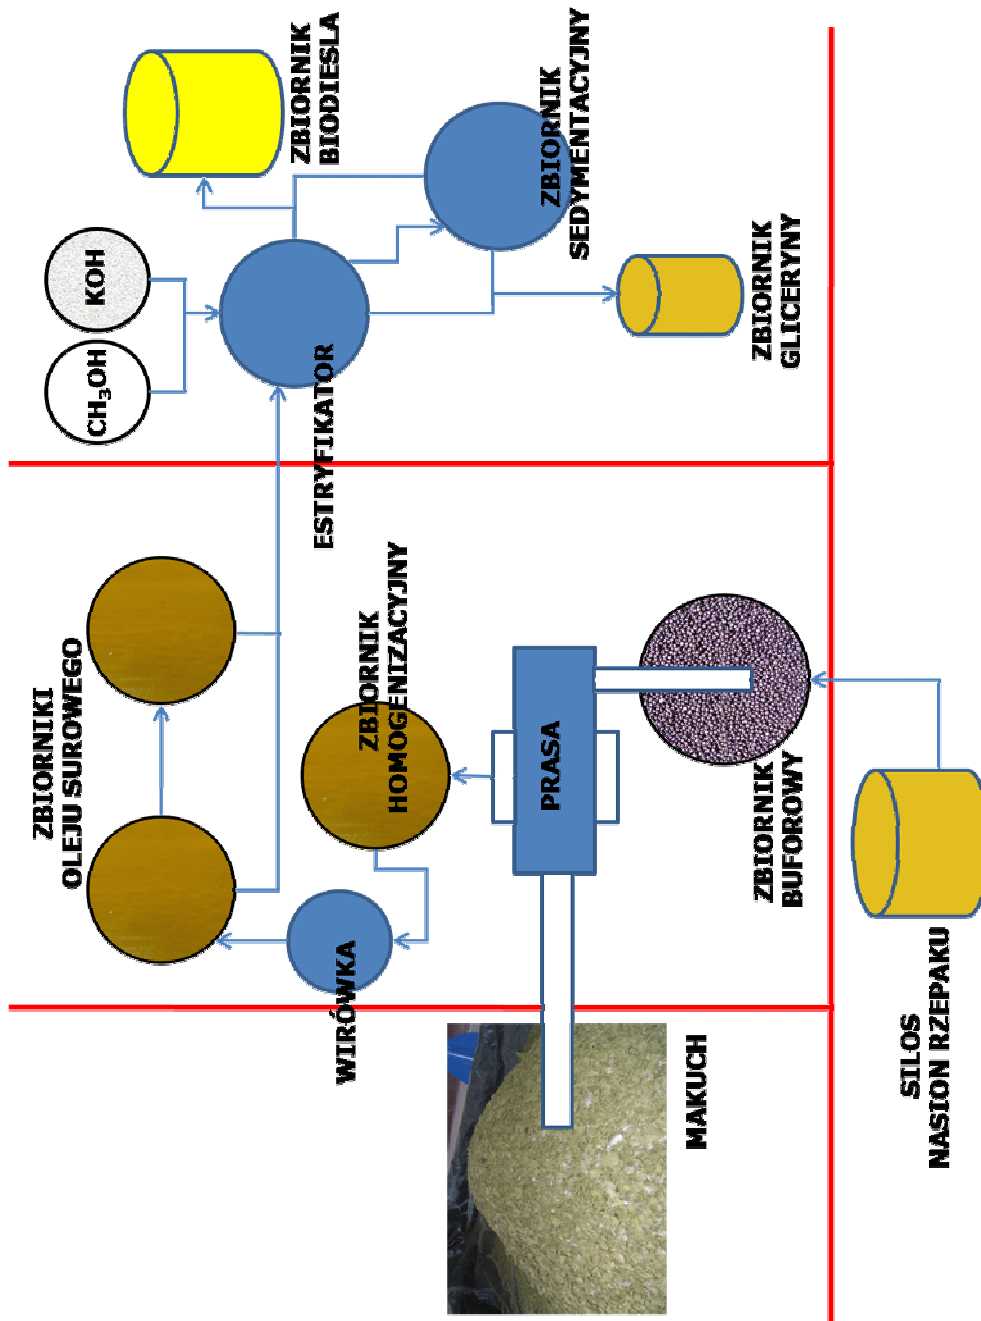 ZBIORNIKI
OLEJU SUROWEGO
CH₃OH
KOH
ZBIORNIK
BIODIESLA
ESTRYFIKATOR
WIRÓWKA
ZBIORNIK
HOMOGENIZACYJNY
PRASA
ZBIORNIK
SEDYMENTACYJNY
MAKUCH
ZBIORNIK
BUFOROWY
ZBIORNIK
GLICERYNY
SILOS
NASION RZEPAKU